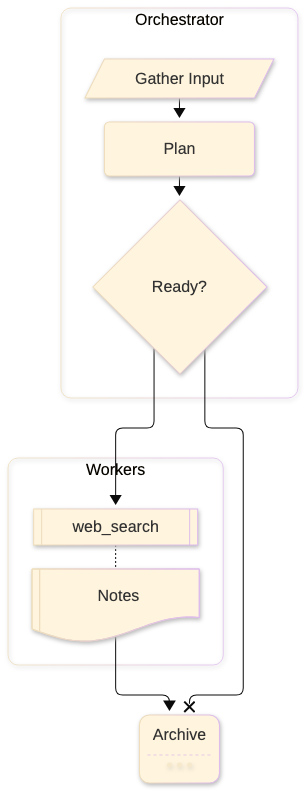 Orchestrator
Gather Input
Plan
Ready?
Workers
web_search
Notes
Archive